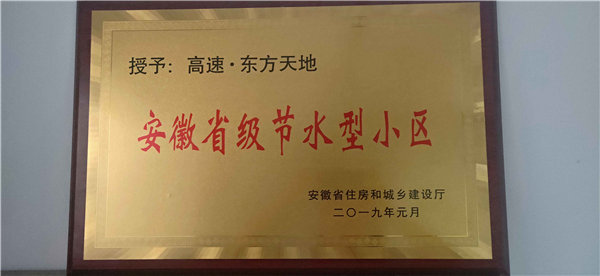 授予：高速·东方天地
安徽省级节水型小区
安徽省住房和城乡建设厅
二〇一九年元月